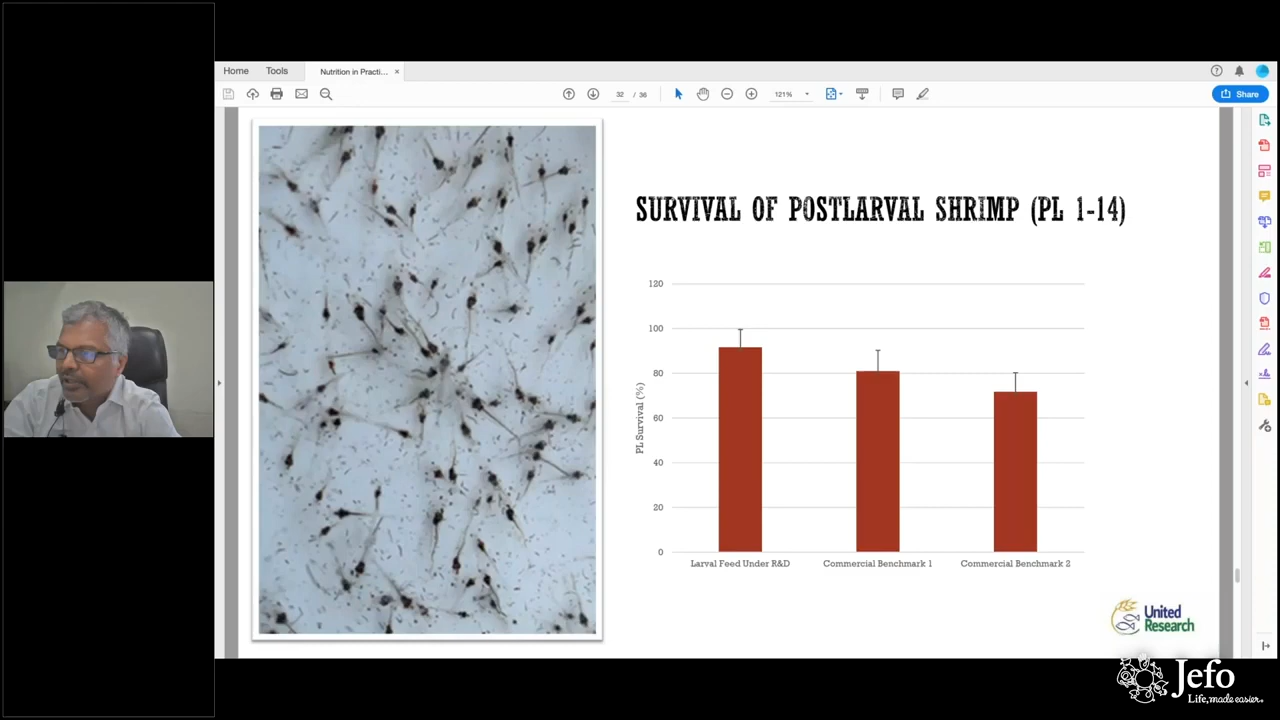 Home
Tools
Nutrition in Practi...
32 / 36
121%
Share
SURVIVAL OF POSTLARVAL SHRIMP (PL 1-14)
120
100
80
60
40
20
0
PL Survival (%)
Larval Feed Under R&D
Commercial Benchmark 1
Commercial Benchmark 2
United
Research
Jefo
Life, made easier.